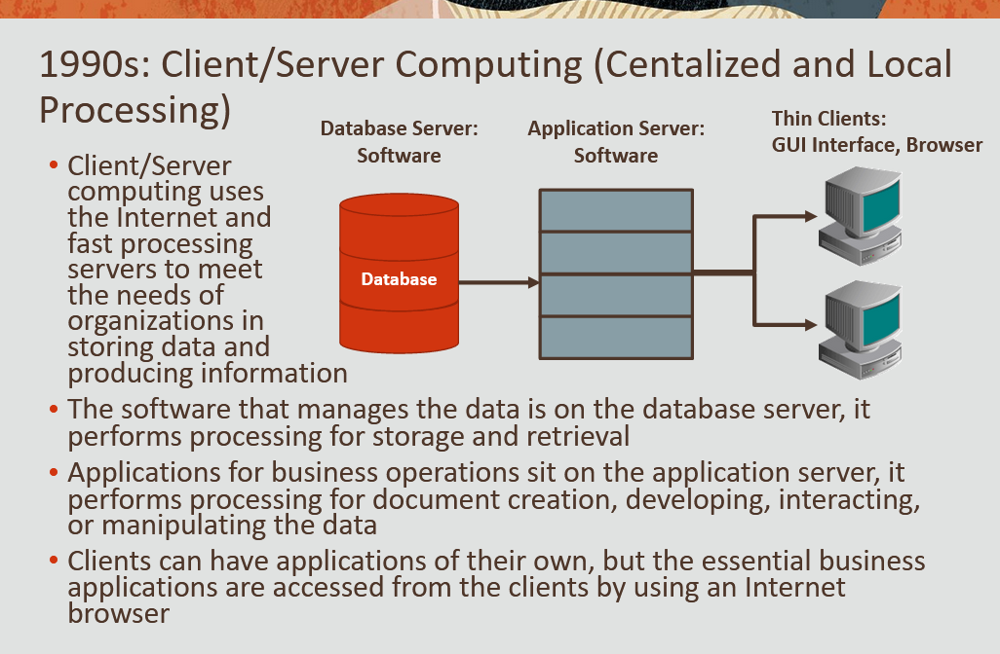 1990s: Client/Server Computing (Centalized and Local
Processing)
Database Server:
Software
Application Server:
Software
Thin Clients:
GUI Interface, Browser
Database
• Client/Server
computing uses
the Internet and
fast processing
servers to meet
the needs of
organizations in
storing data and
producing information
• The software that manages the data is on the database server, it
performs processing for storage and retrieval
• Applications for business operations sit on the application server, it
performs processing for document creation, developing, interacting,
or manipulating the data
• Clients can have applications of their own, but the essential business
applications are accessed from the clients by using an Internet
browser